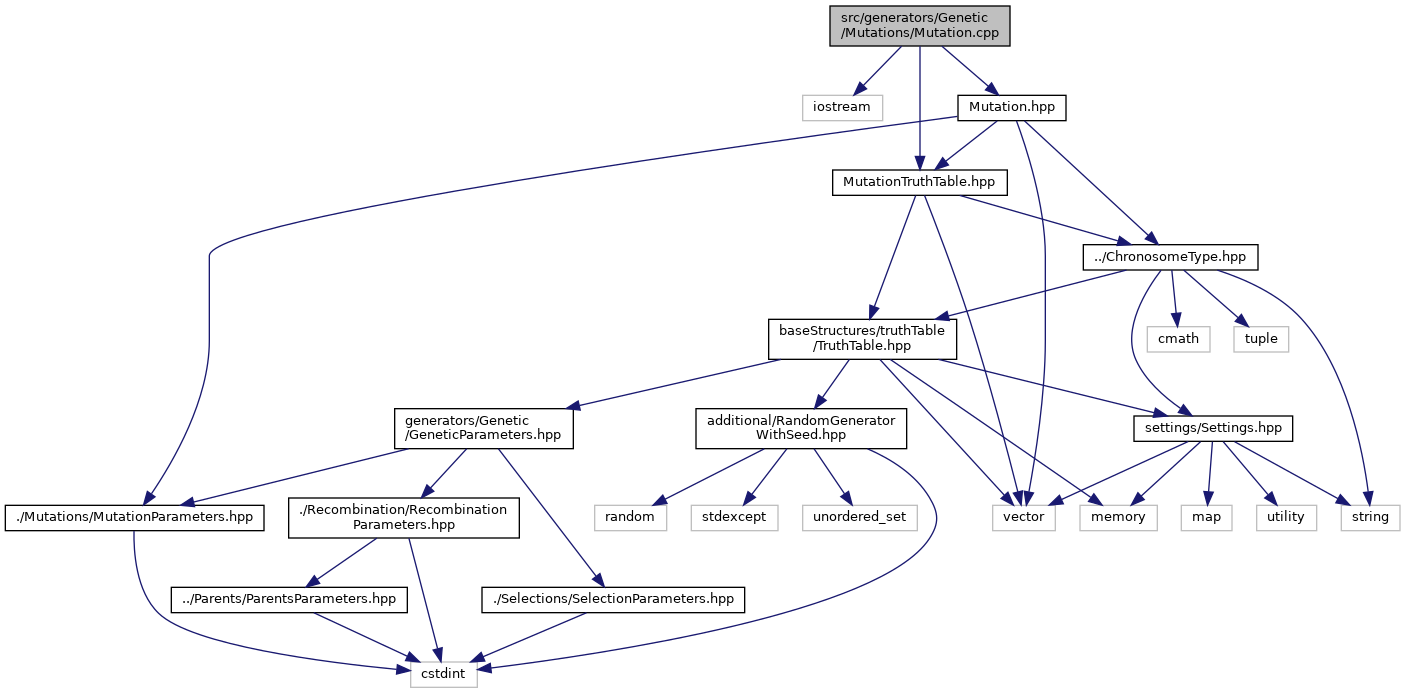 src/generators/Genetic
/Mutations/Mutation.cpp
iostream
Mutation.hpp
MutationTruthTable.hpp
../ChronosomeType.hpp
baseStructures/truthTable
/TruthTable.hpp
cmath
tuple
generators/Genetic
/GeneticParameters.hpp
additional/RandomGenerator
WithSeed.hpp
settings/Settings.hpp
./Mutations/MutationParameters.hpp
./Recombination/Recombination
Parameters.hpp
random
stdexcept
unordered_set
vector
memory
map
utility
string
../Parents/ParentsParameters.hpp
./Selections/SelectionParameters.hpp
cstdint